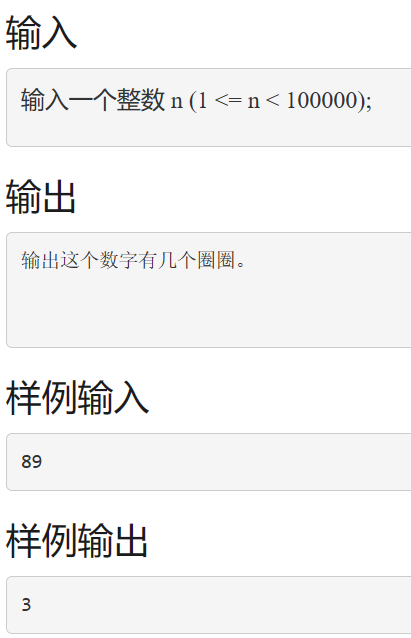 输入
输入一个整数 n (1 <= n < 100000);
输出
输出这个数字有几个圈圈。
样例输入
89
样例输出
3